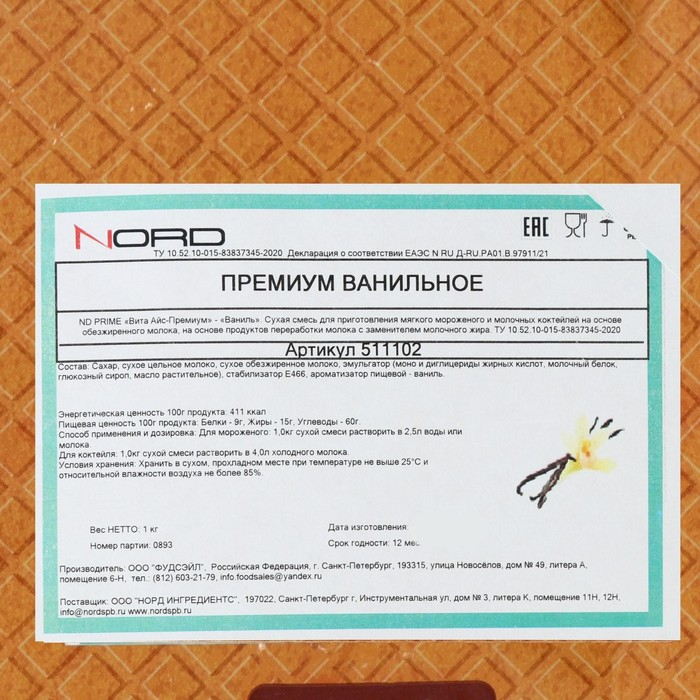 NORD
EAC
ТУ 10.52.10-015-83837345-2020 Декларация о соответствии ЕАЭС N RU Д-RU.РА01.В.97911/21
ПРЕМИУМ ВАНИЛЬНОЕ
ND PRIME «Вита Айс-Премиум» - «Ваниль». Сухая смесь для приготовления мягкого мороженого и молочных коктейлей на основе
обезжиренного молока, на основе продуктов переработки молока с заменителем молочного жира. ТУ 10.52.10-015-83837345-2020
Артикул 511102
Состав: Сахар, сухое цельное молоко, сухое обезжиренное молоко, эмульгатор (моно и диглицериды жирных кислот, молочный белок,
глюкозный сироп, масло растительное), стабилизатор Е466, ароматизатор пищевой - ваниль.
Энергетическая ценность 100г продукта: 411 ккал
Пищевая ценность 100г продукта: Белки - 9г, Жиры - 15г, Углеводы - 60г.
Способ применения и дозировка: Для мороженого: 1,0кг сухой смеси растворить в 2,5л воды или
молока.
Для коктейля: 1,0кг сухой смеси растворить в 4,0л холодного молока.
Условия хранения: Хранить в сухом, прохладном месте при температуре не выше 25°С и
относительной влажности воздуха не более 85%.
Вес НЕТТО: 1 кг
Дата изготовления:
Номер партии: 0893
Срок годности: 12 мес.
Производитель: ООО "ФУДСЭЙЛ", Российская Федерация, г. Санкт-Петербург, 193315, улица Новосёлов, дом № 49, литера А,
помещение 6-Н, тел.: (812) 603-21-79, info.foodsales@yandex.ru
Поставщик: ООО "НОРД ИНГРЕДИЕНТС", 197022, Санкт-Петербург г, Инструментальная ул, дом № 3, литера К, помещение 11Н, 12Н,
info@nordspb.ru www.nordspb.ru